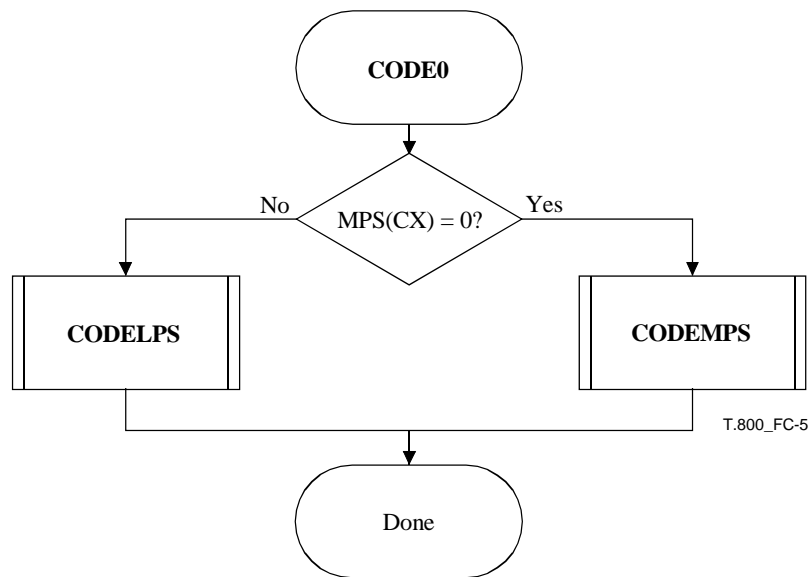 CODE0
No
MPS(CX) = 0?
Yes
CODELPS
CODEMPS
T.800_FC-5
Done